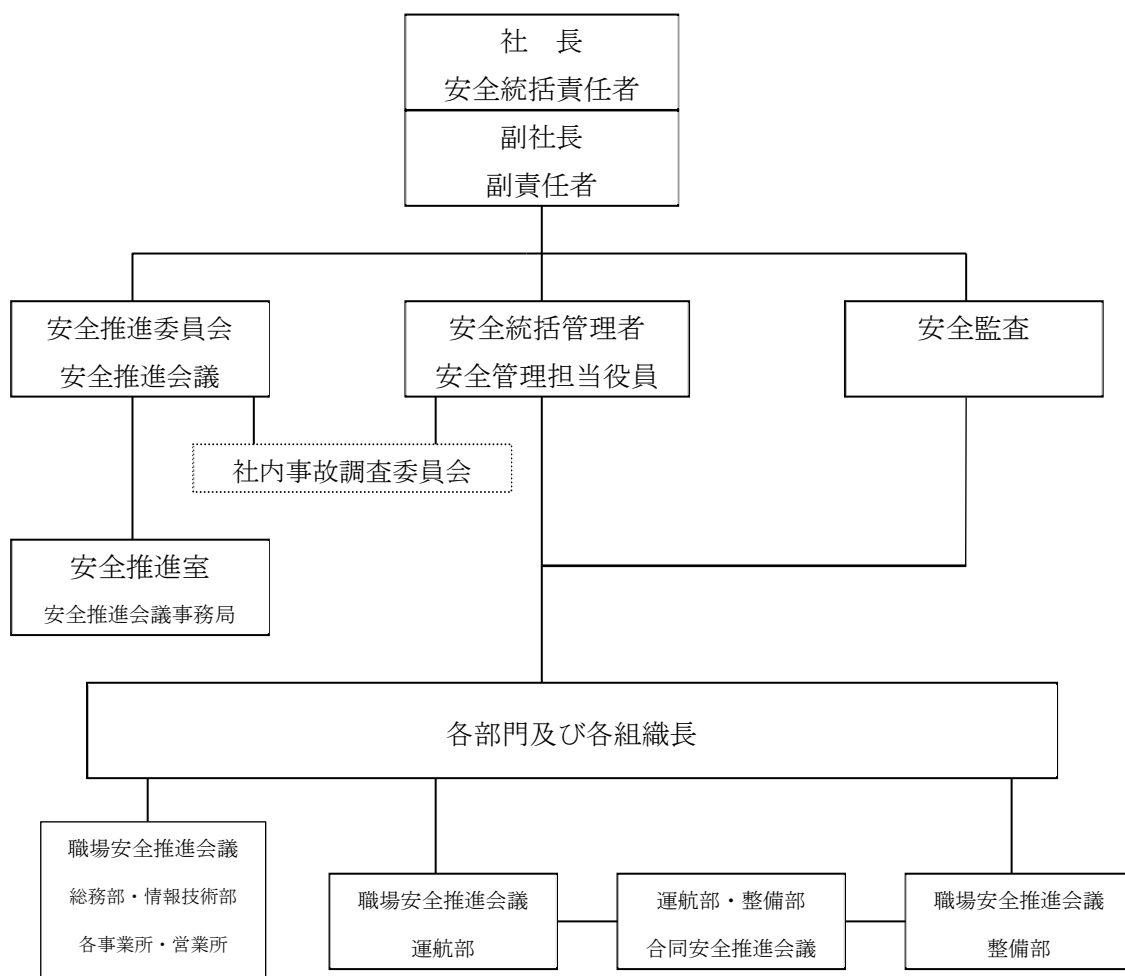 社　長
安全統括責任者
副社長
副責任者
安全推進委員会
安全推進会議
安全統括管理者
安全管理担当役員
安全監査
社内事故調査委員会
安全推進室
安全推進会議事務局
各部門及び各組織長
職場安全推進会議
総務部・情報技術部
各事業所・営業所
職場安全推進会議
運航部
運航部・整備部
合同安全推進会議
職場安全推進会議
整備部